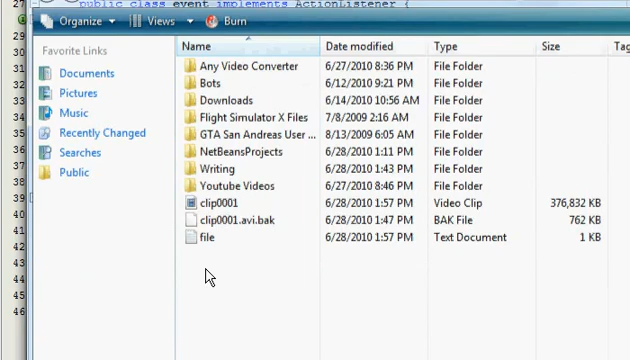 27 public class event implements ActionListener {
Organize Views Burn
Favorite Links
Documents
Pictures
Music
Recently Changed
Searches
Public
Name Date modified Type Size Tag
Any Video Converter 6/27/2010 8:36 PM File Folder
Bots 6/12/2010 9:21 PM File Folder
Downloads 6/14/2010 10:56 AM File Folder
Flight Simulator X Files 7/8/2009 2:16 AM File Folder
GTA San Andreas User ... 8/13/2009 6:05 AM File Folder
NetBeansProjects 6/28/2010 1:11 PM File Folder
Writing 6/28/2010 1:43 PM File Folder
Youtube Videos 6/27/2010 8:46 PM File Folder
clip0001 6/28/2010 1:57 PM Video Clip 376,832 KB
clip0001.avi.bak 6/28/2010 1:47 PM BAK File 762 KB
file 6/28/2010 1:57 PM Text Document 1 KB
29
30
31
32
33
34
35
36
37
38
39
40
41
42
43
44
45
46